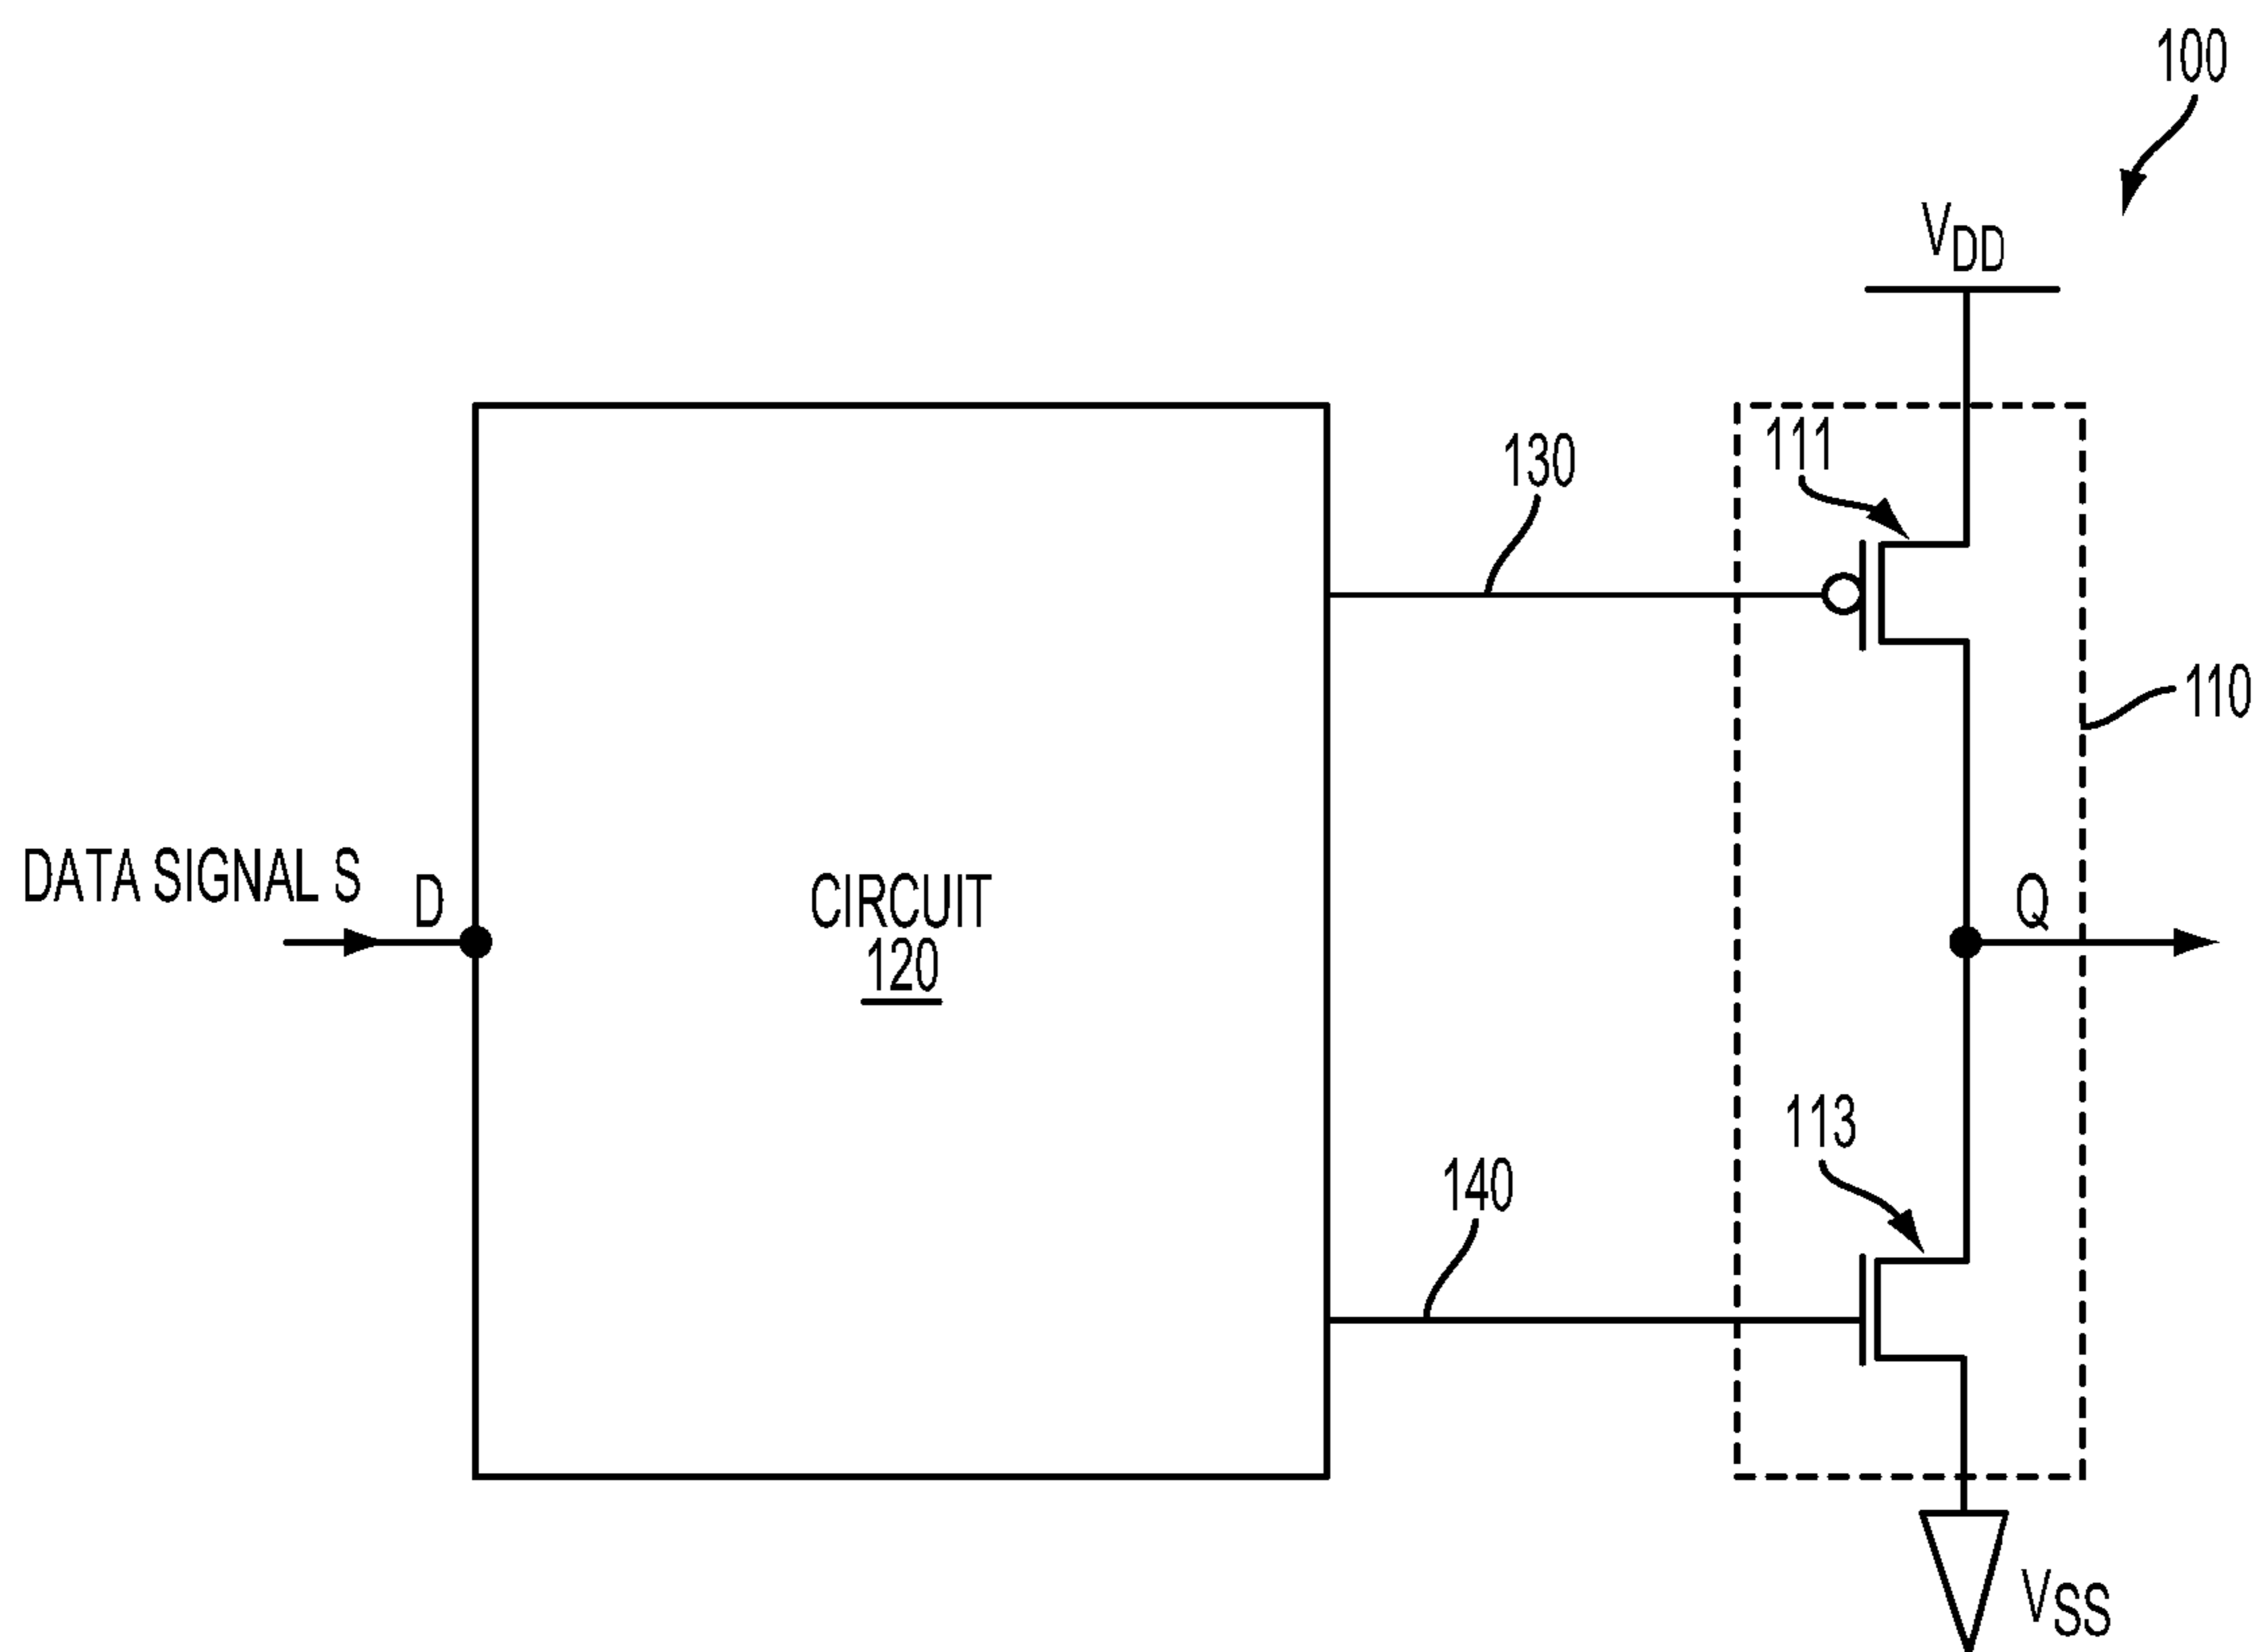 100
VDD
111
130
110
DATA SIGNAL S
D
CIRCUIT
120
Q
113
140
VSS